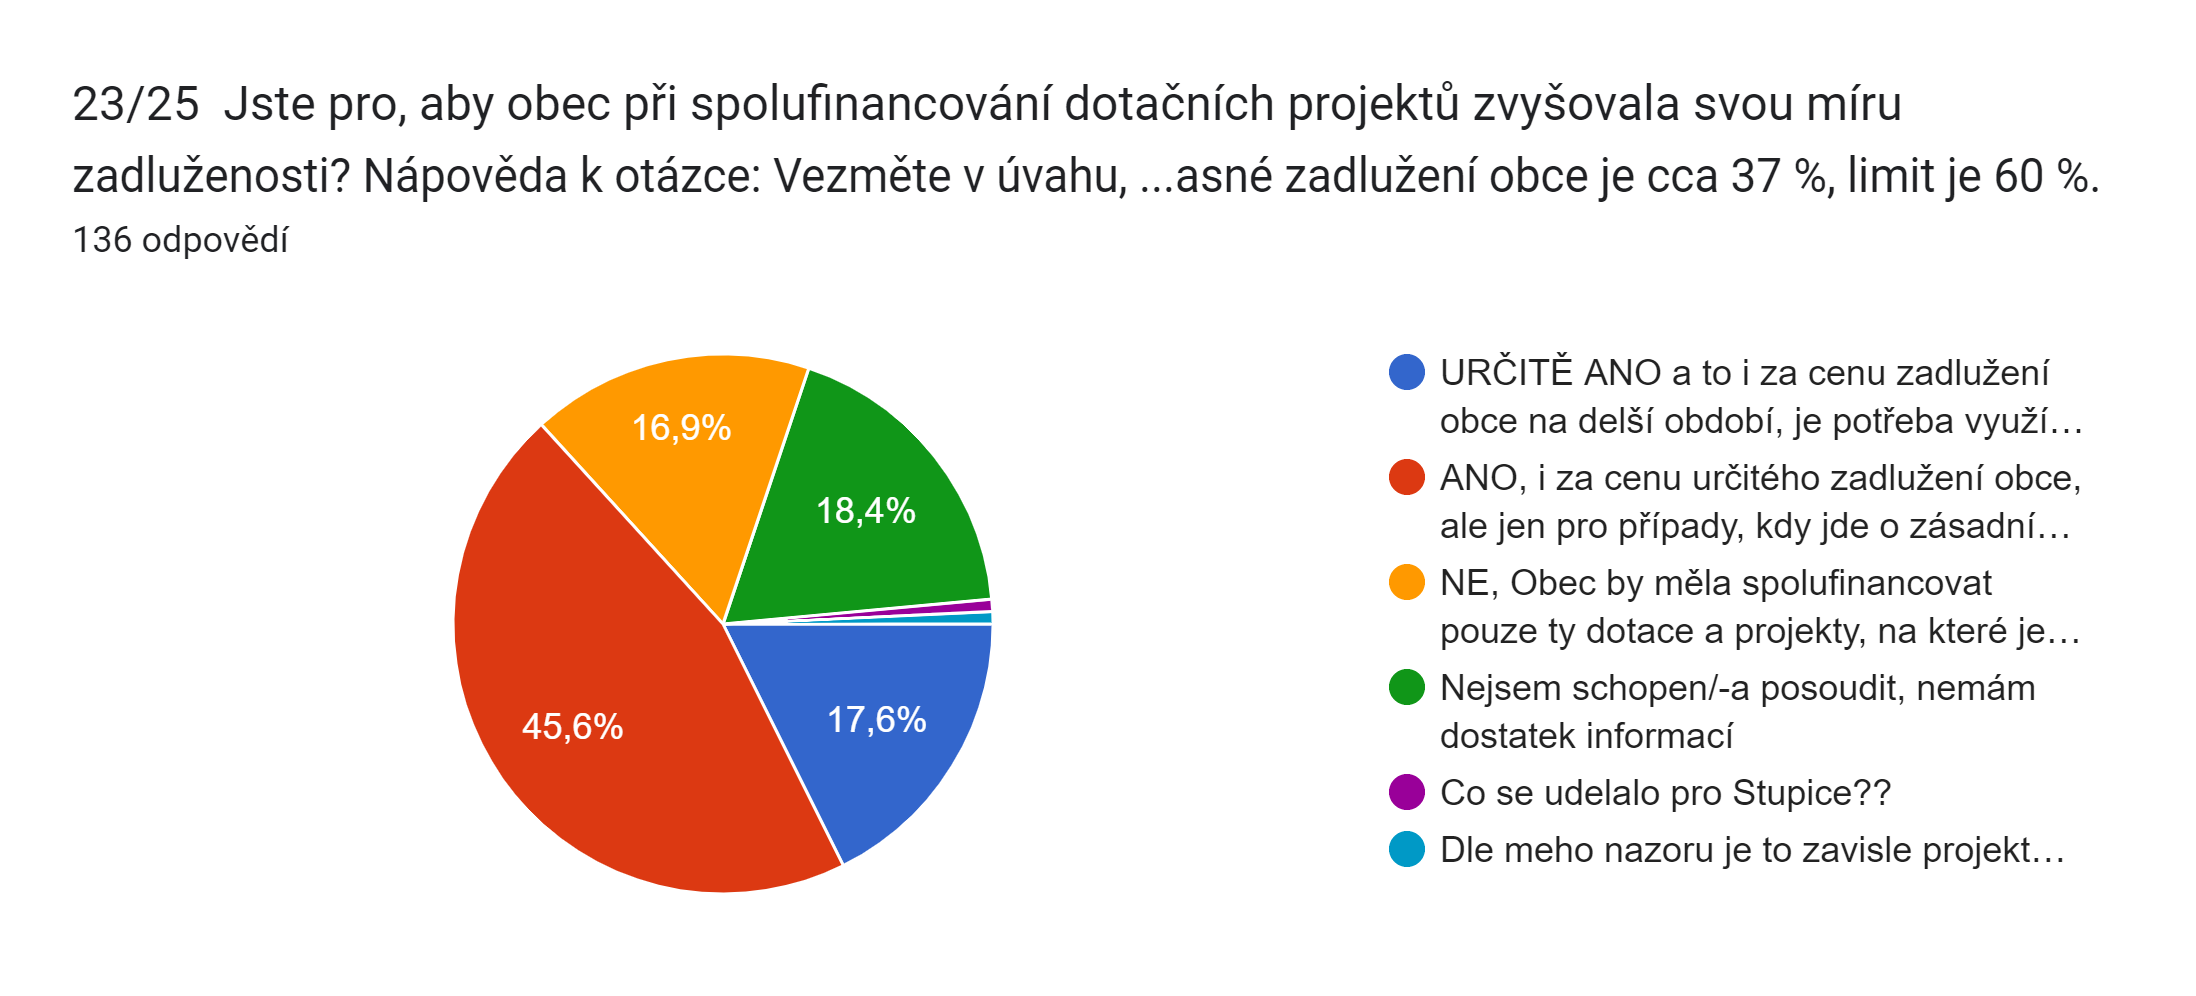 23/25  Jste pro, aby obec při spolufinancování dotačních projektů zvyšovala svou míru
zadluženosti? Nápověda k otázce: Vezměte v úvahu, ...asné zadlužení obce je cca 37 %, limit je 60 %.
136 odpovědí
16,9%
18,4%
45,6%
17,6%
URČITĚ ANO a to i za cenu zadlužení
obce na delší období, je potřeba využí…
ANO, i za cenu určitého zadlužení obce,
ale jen pro případy, kdy jde o zásadní…
NE, Obec by měla spolufinancovat
pouze ty dotace a projekty, na které je…
Nejsem schopen/-a posoudit, nemám
dostatek informací
Co se udelalo pro Stupice??
Dle meho nazoru je to zavisle projekt…